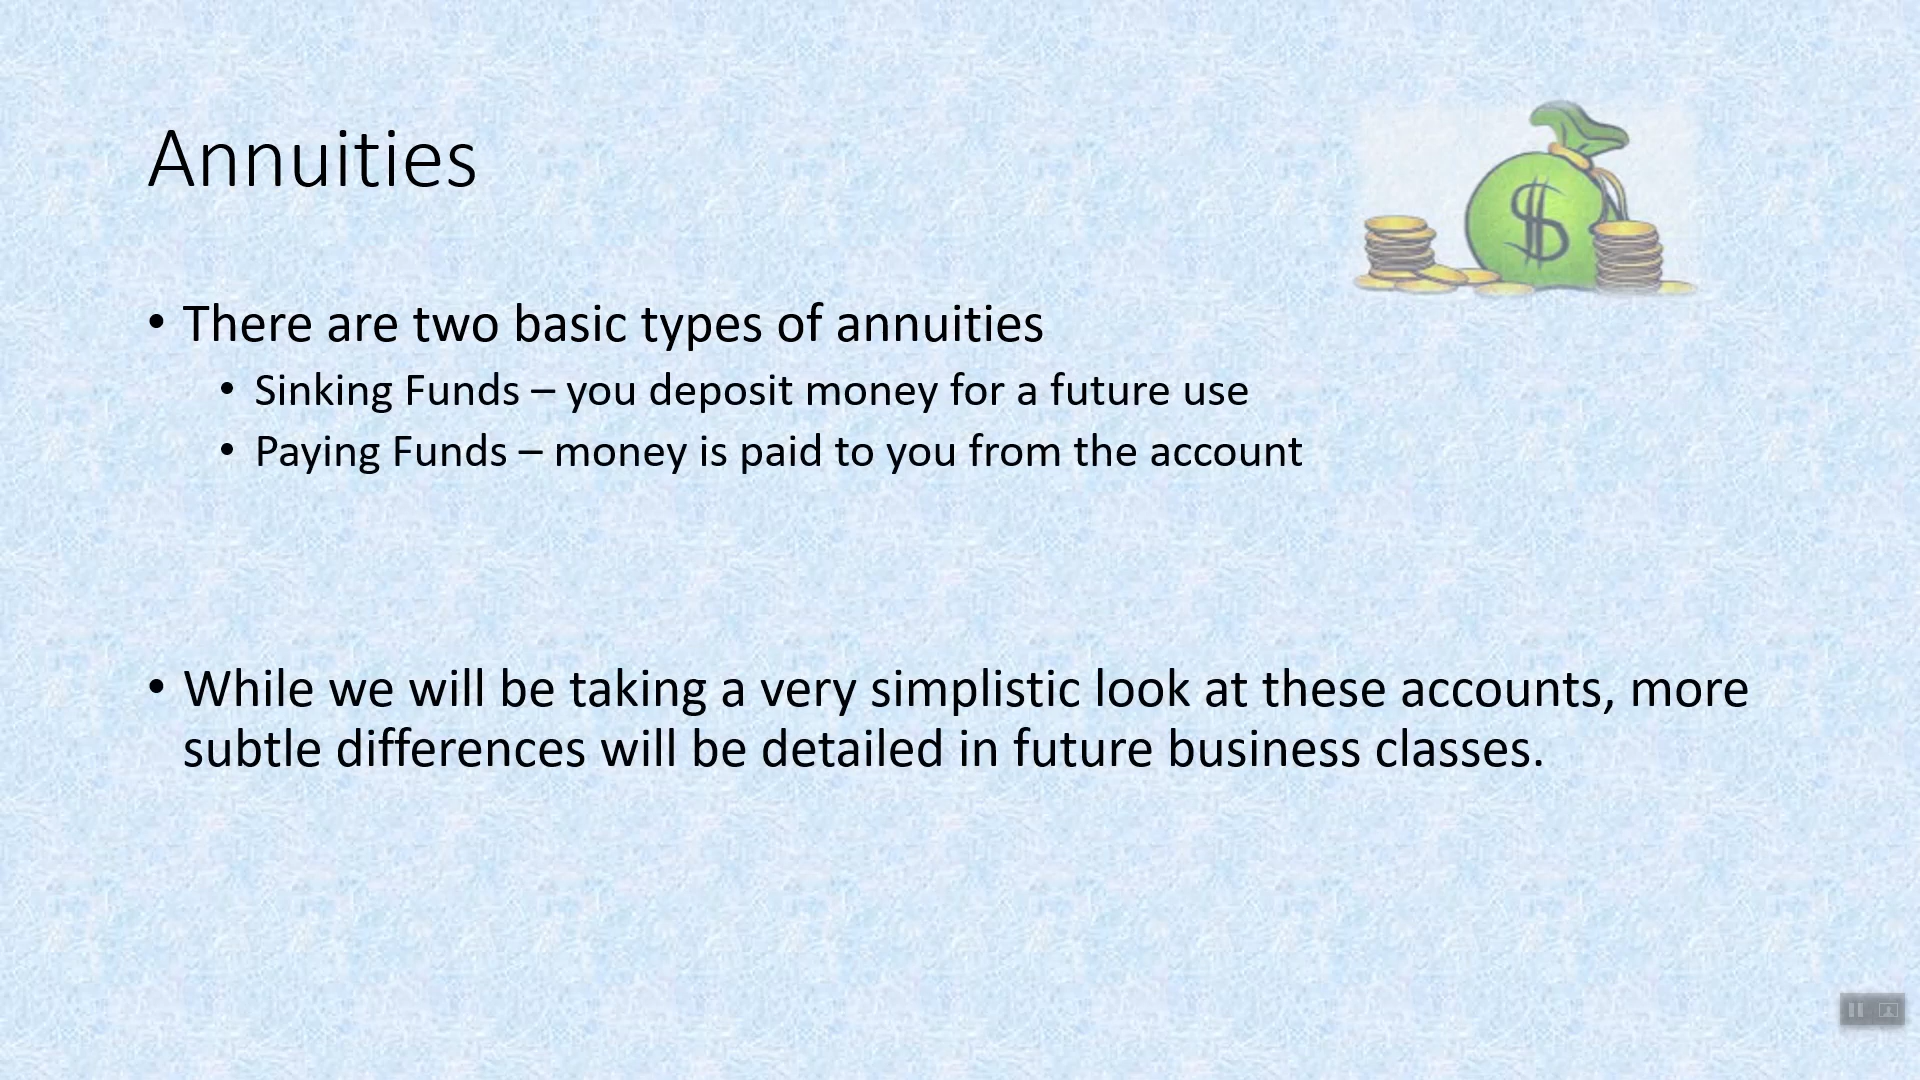 Annuities
• There are two basic types of annuities
• Sinking Funds – you deposit money for a future use
• Paying Funds – money is paid to you from the account
• While we will be taking a very simplistic look at these accounts, more
subtle differences will be detailed in future business classes.
$